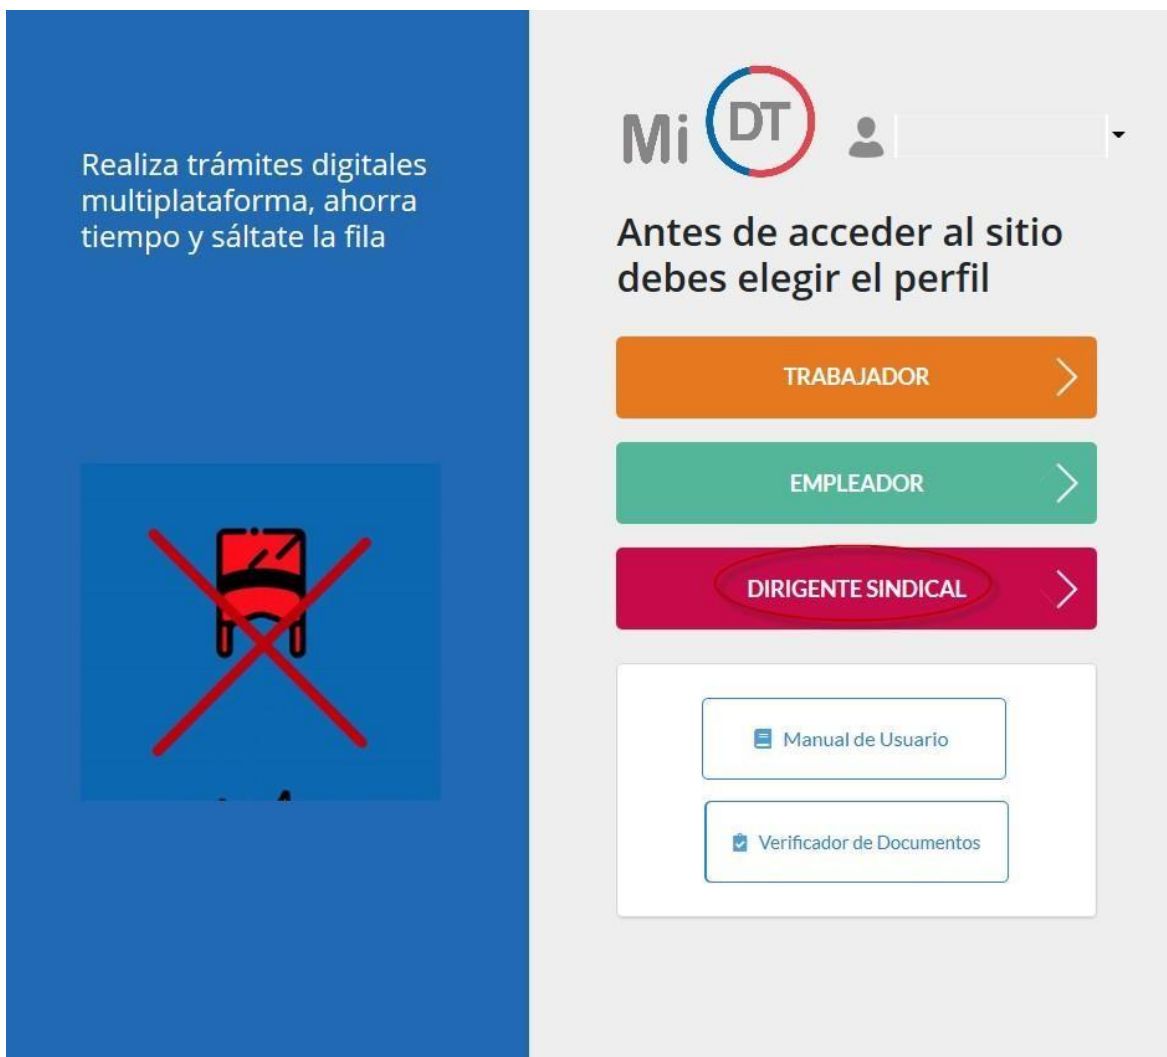 Realiza trámites digitales
multiplataforma, ahorra
tiempo y sáltate la fila
Mi DT
Antes de acceder al sitio
debes elegir el perfil
TRABAJADOR
EMPLEADOR
DIRIGENTE SINDICAL
Manual de Usuario
Verificador de Documentos